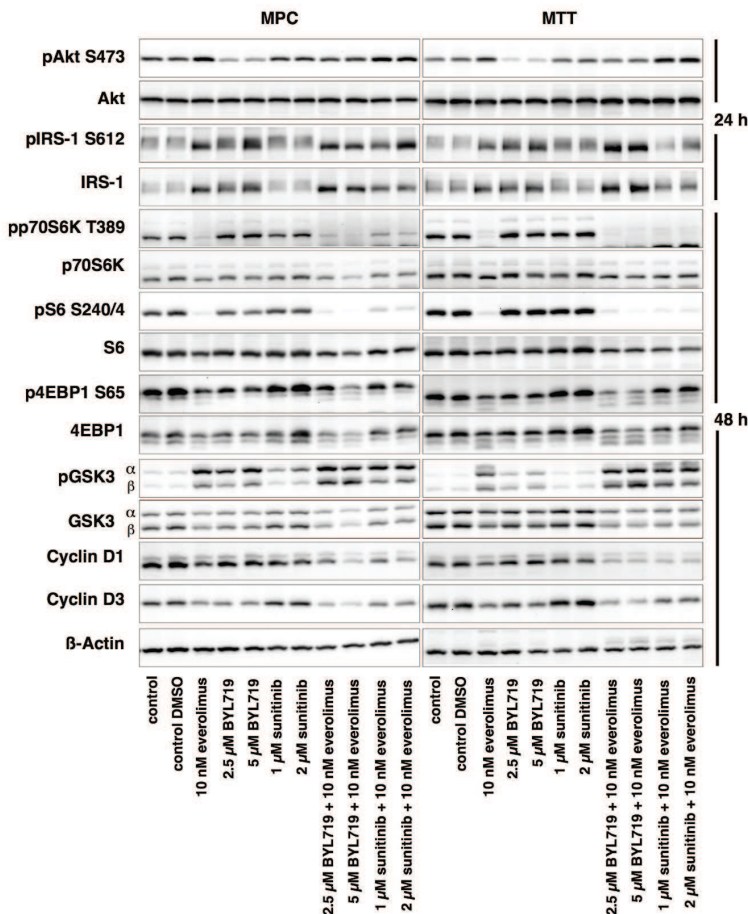 MPC MTT
pAkt S473
Akt
24 h
pIRS-1 S612
IRS-1
pp70S6K T389
p70S6K
pS6 S240/4
S6
p4EBP1 S65
4EBP1
48 h
pGSK3 α
β
GSK3 α
β
Cyclin D1
Cyclin D3
ß-Actin
control
control DMSO
10 nM everolimus
2.5 µM BYL719
5 µM BYL719
1 µM sunitinib
2 µM sunitinib
2.5 µM BYL719 + 10 nM everolimus
5 µM BYL719 + 10 nM everolimus
1 µM sunitinib + 10 nM everolimus
2 µM sunitinib + 10 nM everolimus
control
control DMSO
10 nM everolimus
2.5 µM BYL719
5 µM BYL719
1 µM sunitinib
2 µM sunitinib
2.5 µM BYL719 + 10 nM everolimus
5 µM BYL719 + 10 nM everolimus
1 µM sunitinib + 10 nM everolimus
2 µM sunitinib + 10 nM everolimus